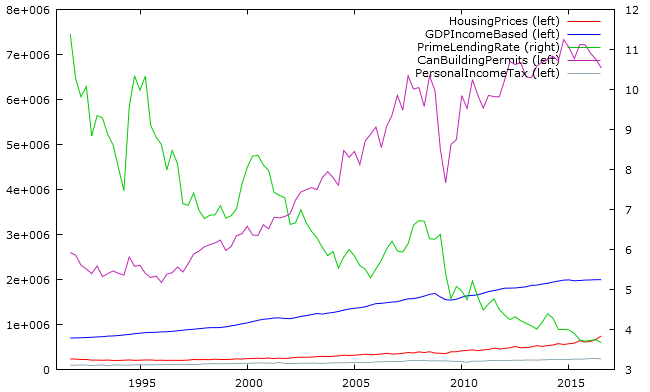 8e+006
7e+006
6e+006
5e+006
4e+006
3e+006
2e+006
1e+006
0
HousingPrices (left)
GDPIncomeBased (left)
PrimeLendingRate (right)
CanBuildingPermits (left)
PersonalIncomeTax (left)
12
11
10
9
8
7
6
5
4
3
1995
2000
2005
2010
2015